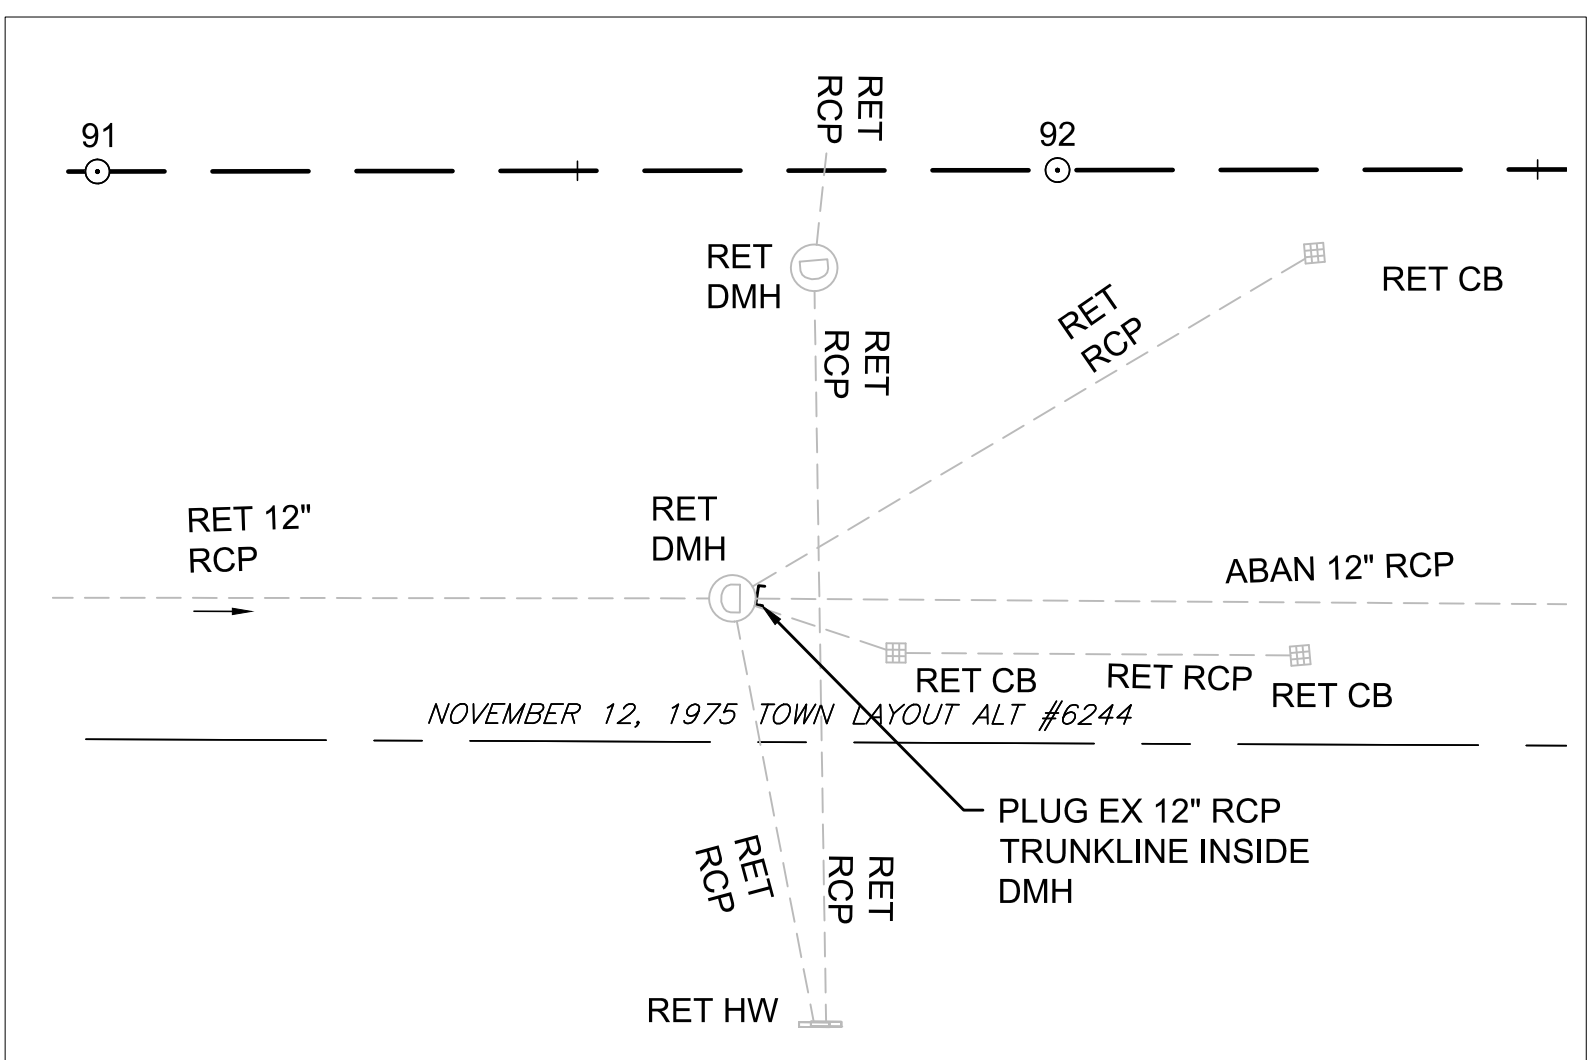 RET
RCP
91
92
RET
DMH
RET CB
RET
RCP
RET
RCP
RET 12"
RCP
RET
DMH
ABAN 12" RCP
RET CB
RET RCP
RET CB
NOVEMBER 12, 1975 TOWN LAYOUT ALT #6244
PLUG EX 12" RCP
TRUNKLINE INSIDE
DMH
RET
RCP
RET
RCP
RET HW